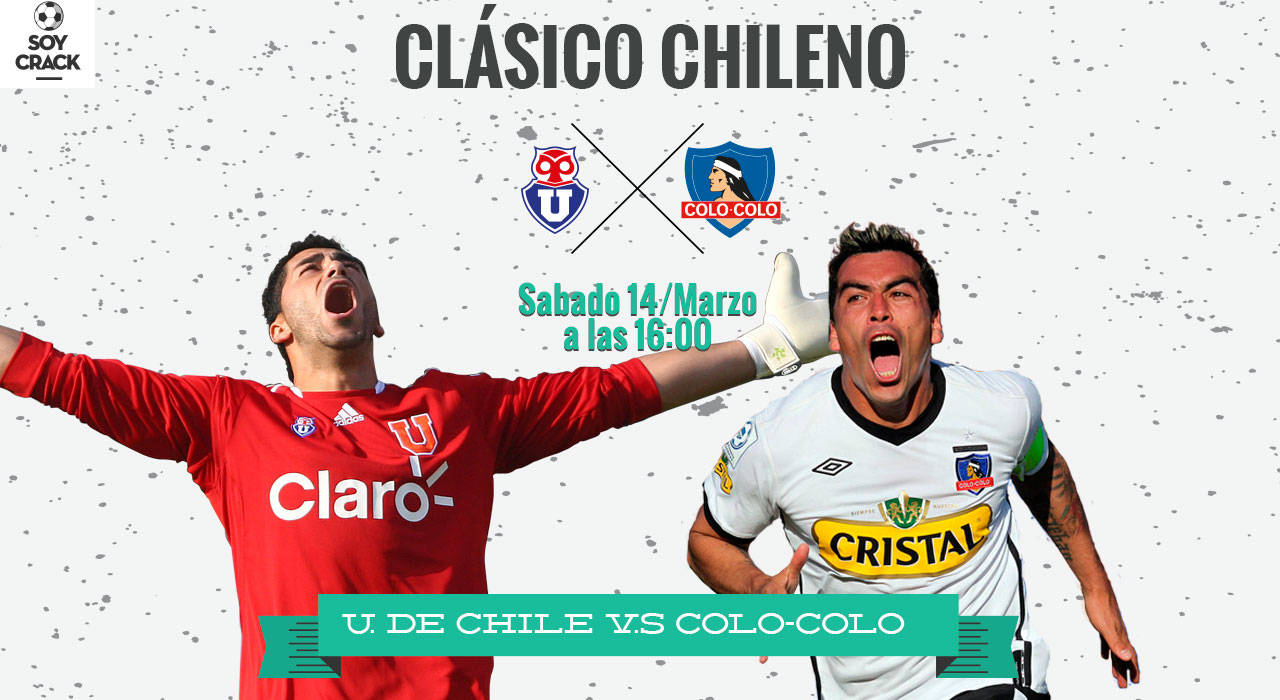 SOY
CRACK
CLÁSICO CHILENO
U
COLO-COLO
Sabado 14/Marzo
a las 16:00
adidas
U
U
Claro
COLO-COLO
SIEMPRE
CRISTAL
U. DE CHILE V.S COLO-COLO